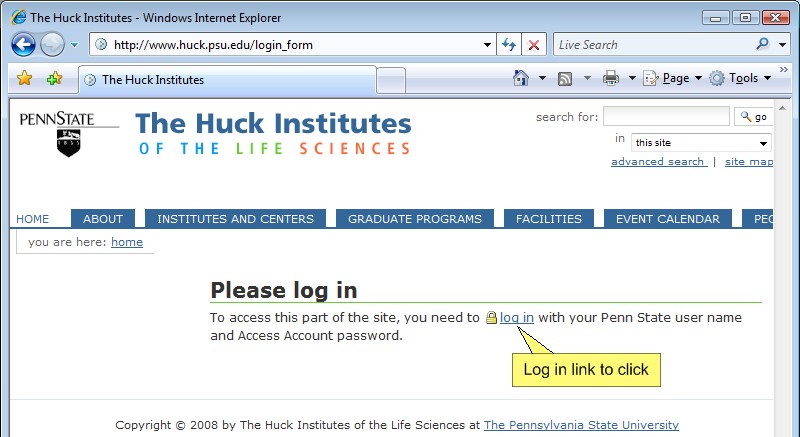 The Huck Institutes - Windows Internet Explorer
http://www.huck.psu.edu/login_form
Live Search
The Huck Institutes
Page
Tools
PENNSTATE
1855
The Huck Institutes
OF THE LIFE SCIENCES
search for:
go
in
this site
advanced search | site map
HOME ABOUT INSTITUTES AND CENTERS GRADUATE PROGRAMS FACILITIES EVENT CALENDAR PEO
you are here: home
Please log in
To access this part of the site, you need to log in with your Penn State user name
and Access Account password.
Log in link to click
Copyright © 2008 by The Huck Institutes of the Life Sciences at The Pennsylvania State University